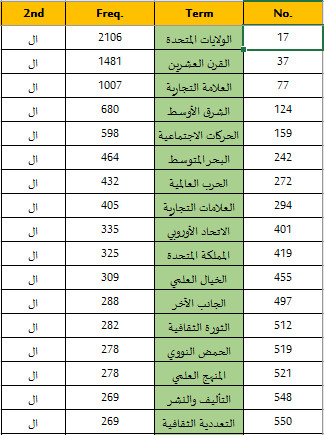 2nd Freq. Term No.
ال 2106 الولايات المتحدة 17
ال 1481 القرن العشرين 37
ال 1007 العلامة التجارية 77
ال 680 الشرق الأوسط 124
ال 598 الحركات الاجتماعية 159
ال 464 البحر المتوسط 242
ال 432 الحرب العالمية 272
ال 405 العلامات التجارية 294
ال 335 الاتحاد الأوروبي 401
ال 325 المملكة المتحدة 419
ال 309 الخيال العلمي 455
ال 288 الجانب الآخر 497
ال 282 الثورة الثقافية 512
ال 278 الحمض النووي 519
ال 278 المنهج العلمي 521
ال 269 التأليف والنشر 548
ال 269 التعددية الثقافية 550